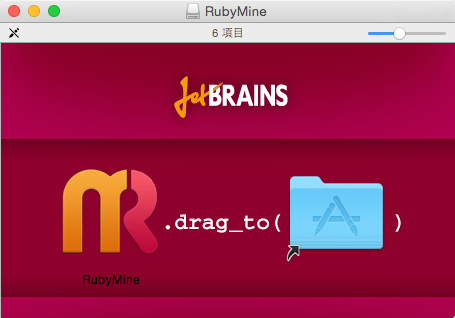 RubyMine
6 項目
JetBRAINS
.drag_to( )
RubyMine